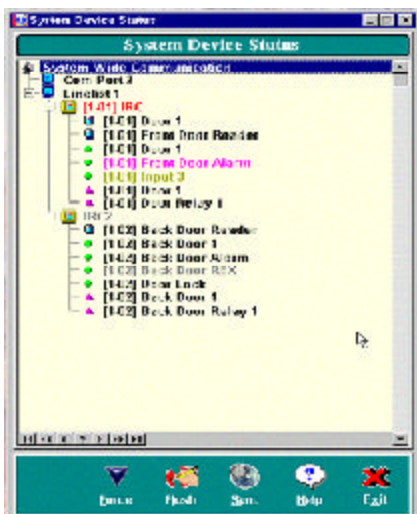 System Device Status
System Device Status
System Wide Communication
Com Port 2
Linelist 1
[1-01] IRC
[1-01] Door 1
[1-01] Front Door Reader
[1-01] Door 1
[1-01] Front Door Alarm
[1-01] Input 3
[1-01] Door 1
[1-01] Door Relay 1
IRC2
[1-02] Back Door Reader
[1-02] Back Door 1
[1-02] Back Door Alarm
[1-02] Back Door REX
[1-02] Door Lock
[1-02] Back Door 1
[1-02] Back Door Relay 1
Help
Exit